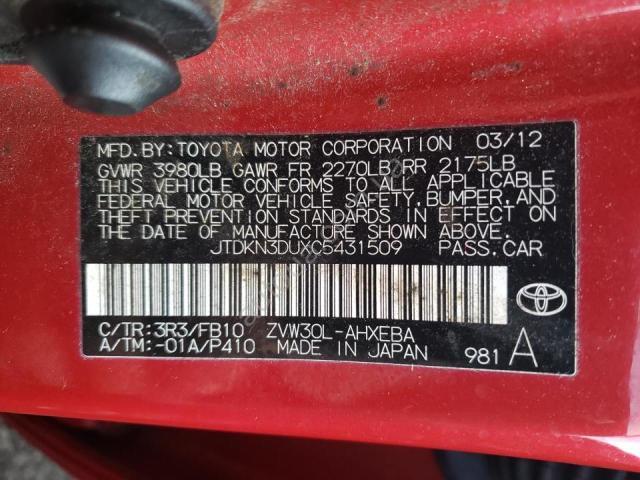 MFD.BY:TOYOTA MOTOR CORPORATION 03/12
GVWR 3980LB GAWR FR 2270LB RR 2175LB
THIS VEHICLE CONFORMS TO ALL APPLICABLE
FEDERAL MOTOR VEHICLE SAFETY,BUMPER,AND
THEFT PREVENTION STANDARDS IN EFFECT ON
THE DATE OF MANUFACTURE SHOWN ABOVE.
JTDKN3DUXC5431509 PASS.CAR
C/TR:3R3/FB10 ZVW30L-AHXEBA
A/TM:-01A/P410 MADE IN JAPAN 981 A